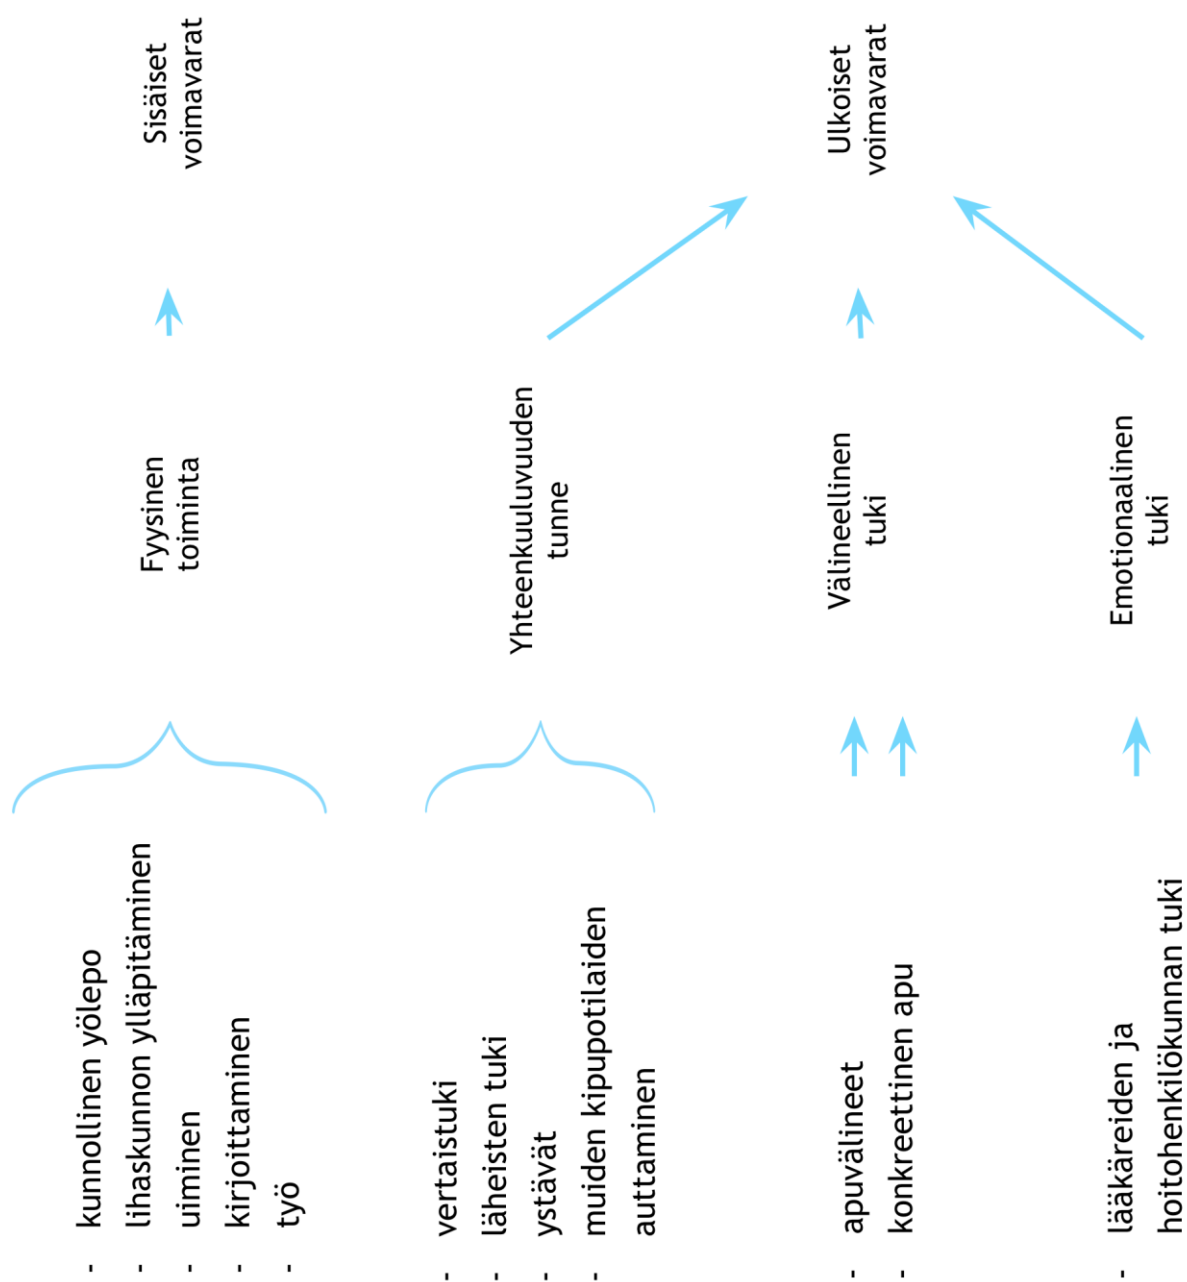 - kunnollinen yölepo
- lihaskunnon ylläpitäminen
- uiminen
- kirjoittaminen
- työ
Fyysinen
toiminta
Sisäiset
voimavarat
- vertaistuki
- läheisten tuki
- ystävät
- muiden kipupotilaiden
auttaminen
Yhteenkuuluvuuden
tunne
- apuvälineet
- konkreettinen apu
Välineellinen
tuki
Ulkoiset
voimavarat
- lääkäreiden ja
hoitohenkilökunnan tuki
Emotionaalinen
tuki